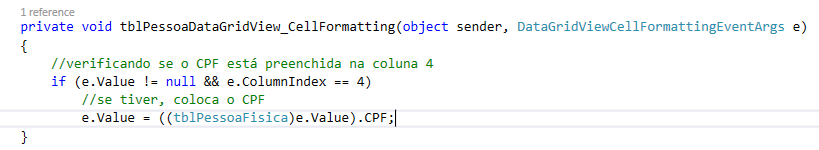 1 reference
private void tblPessoaDataGridView_CellFormatting(object sender, DataGridViewCellFormattingEventArgs e)
{
//verificando se o CPF está preenchida na coluna 4
if (e.Value != null && e.ColumnIndex == 4)
//se tiver, coloca o CPF
e.Value = ((tblPessoaFisica)e.Value).CPF;
}